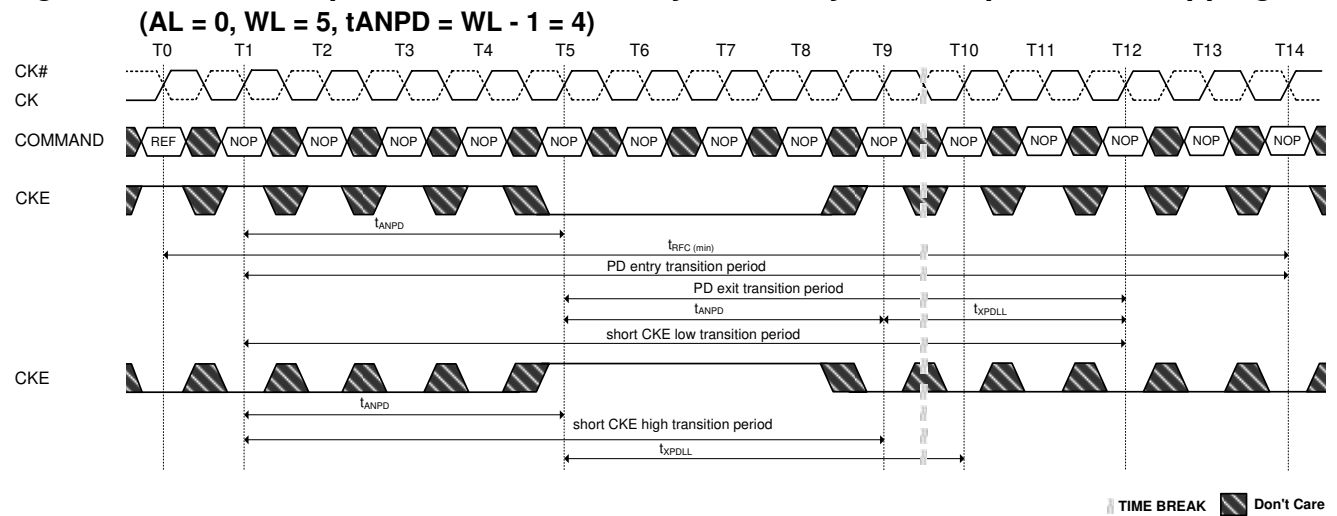 (AL = 0, WL = 5, tANPD = WL - 1 = 4)
T0 T1 T2 T3 T4 T5 T6 T7 T8 T9 T10 T11 T12 T13 T14
CK#
CK
COMMAND REF NOP NOP NOP NOP NOP NOP NOP NOP NOP NOP NOP NOP NOP NOP
CKE
tANPD
tRFC (min)
PD entry transition period
PD exit transition period
tANPD tXPDLL
short CKE low transition period
CKE
tANPD
short CKE high transition period
tXPDLL
TIME BREAK Don't Care